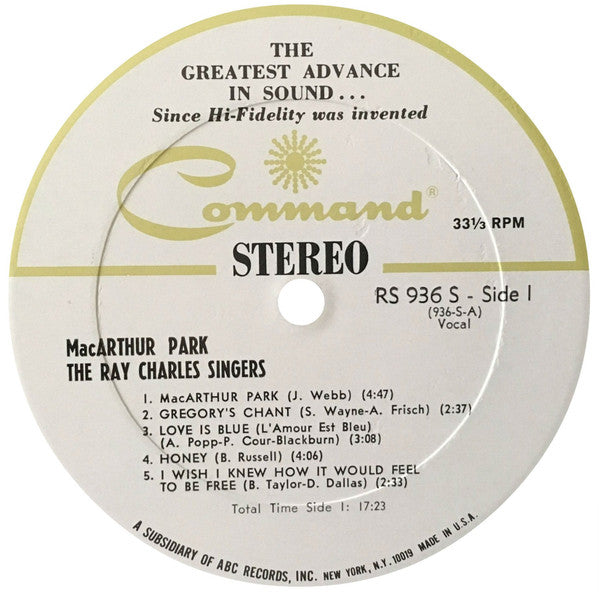 THE
GREATEST ADVANCE
IN SOUND...
Since Hi-Fidelity was invented
Command®
33⅓ RPM
STEREO
RS 936 S - Side 1
(936-S-A)
Vocal
MacARTHUR PARK
THE RAY CHARLES SINGERS
1. MacARTHUR PARK (J. Webb) (4:47)
2. GREGORY'S CHANT (S. Wayne-A. Frisch) (2:37)
3. LOVE IS BLUE (L'Amour Est Bleu)
(A. Popp-P. Cour-Blackburn) (3:08)
4. HONEY (B. Russell) (4:06)
5. I WISH I KNEW HOW IT WOULD FEEL
TO BE FREE (B. Taylor-D. Dallas) (2:33)
Total Time Side 1: 17:23
A SUBSIDIARY OF ABC RECORDS, INC. NEW YORK, N.Y. 10019 MADE IN U.S.A.